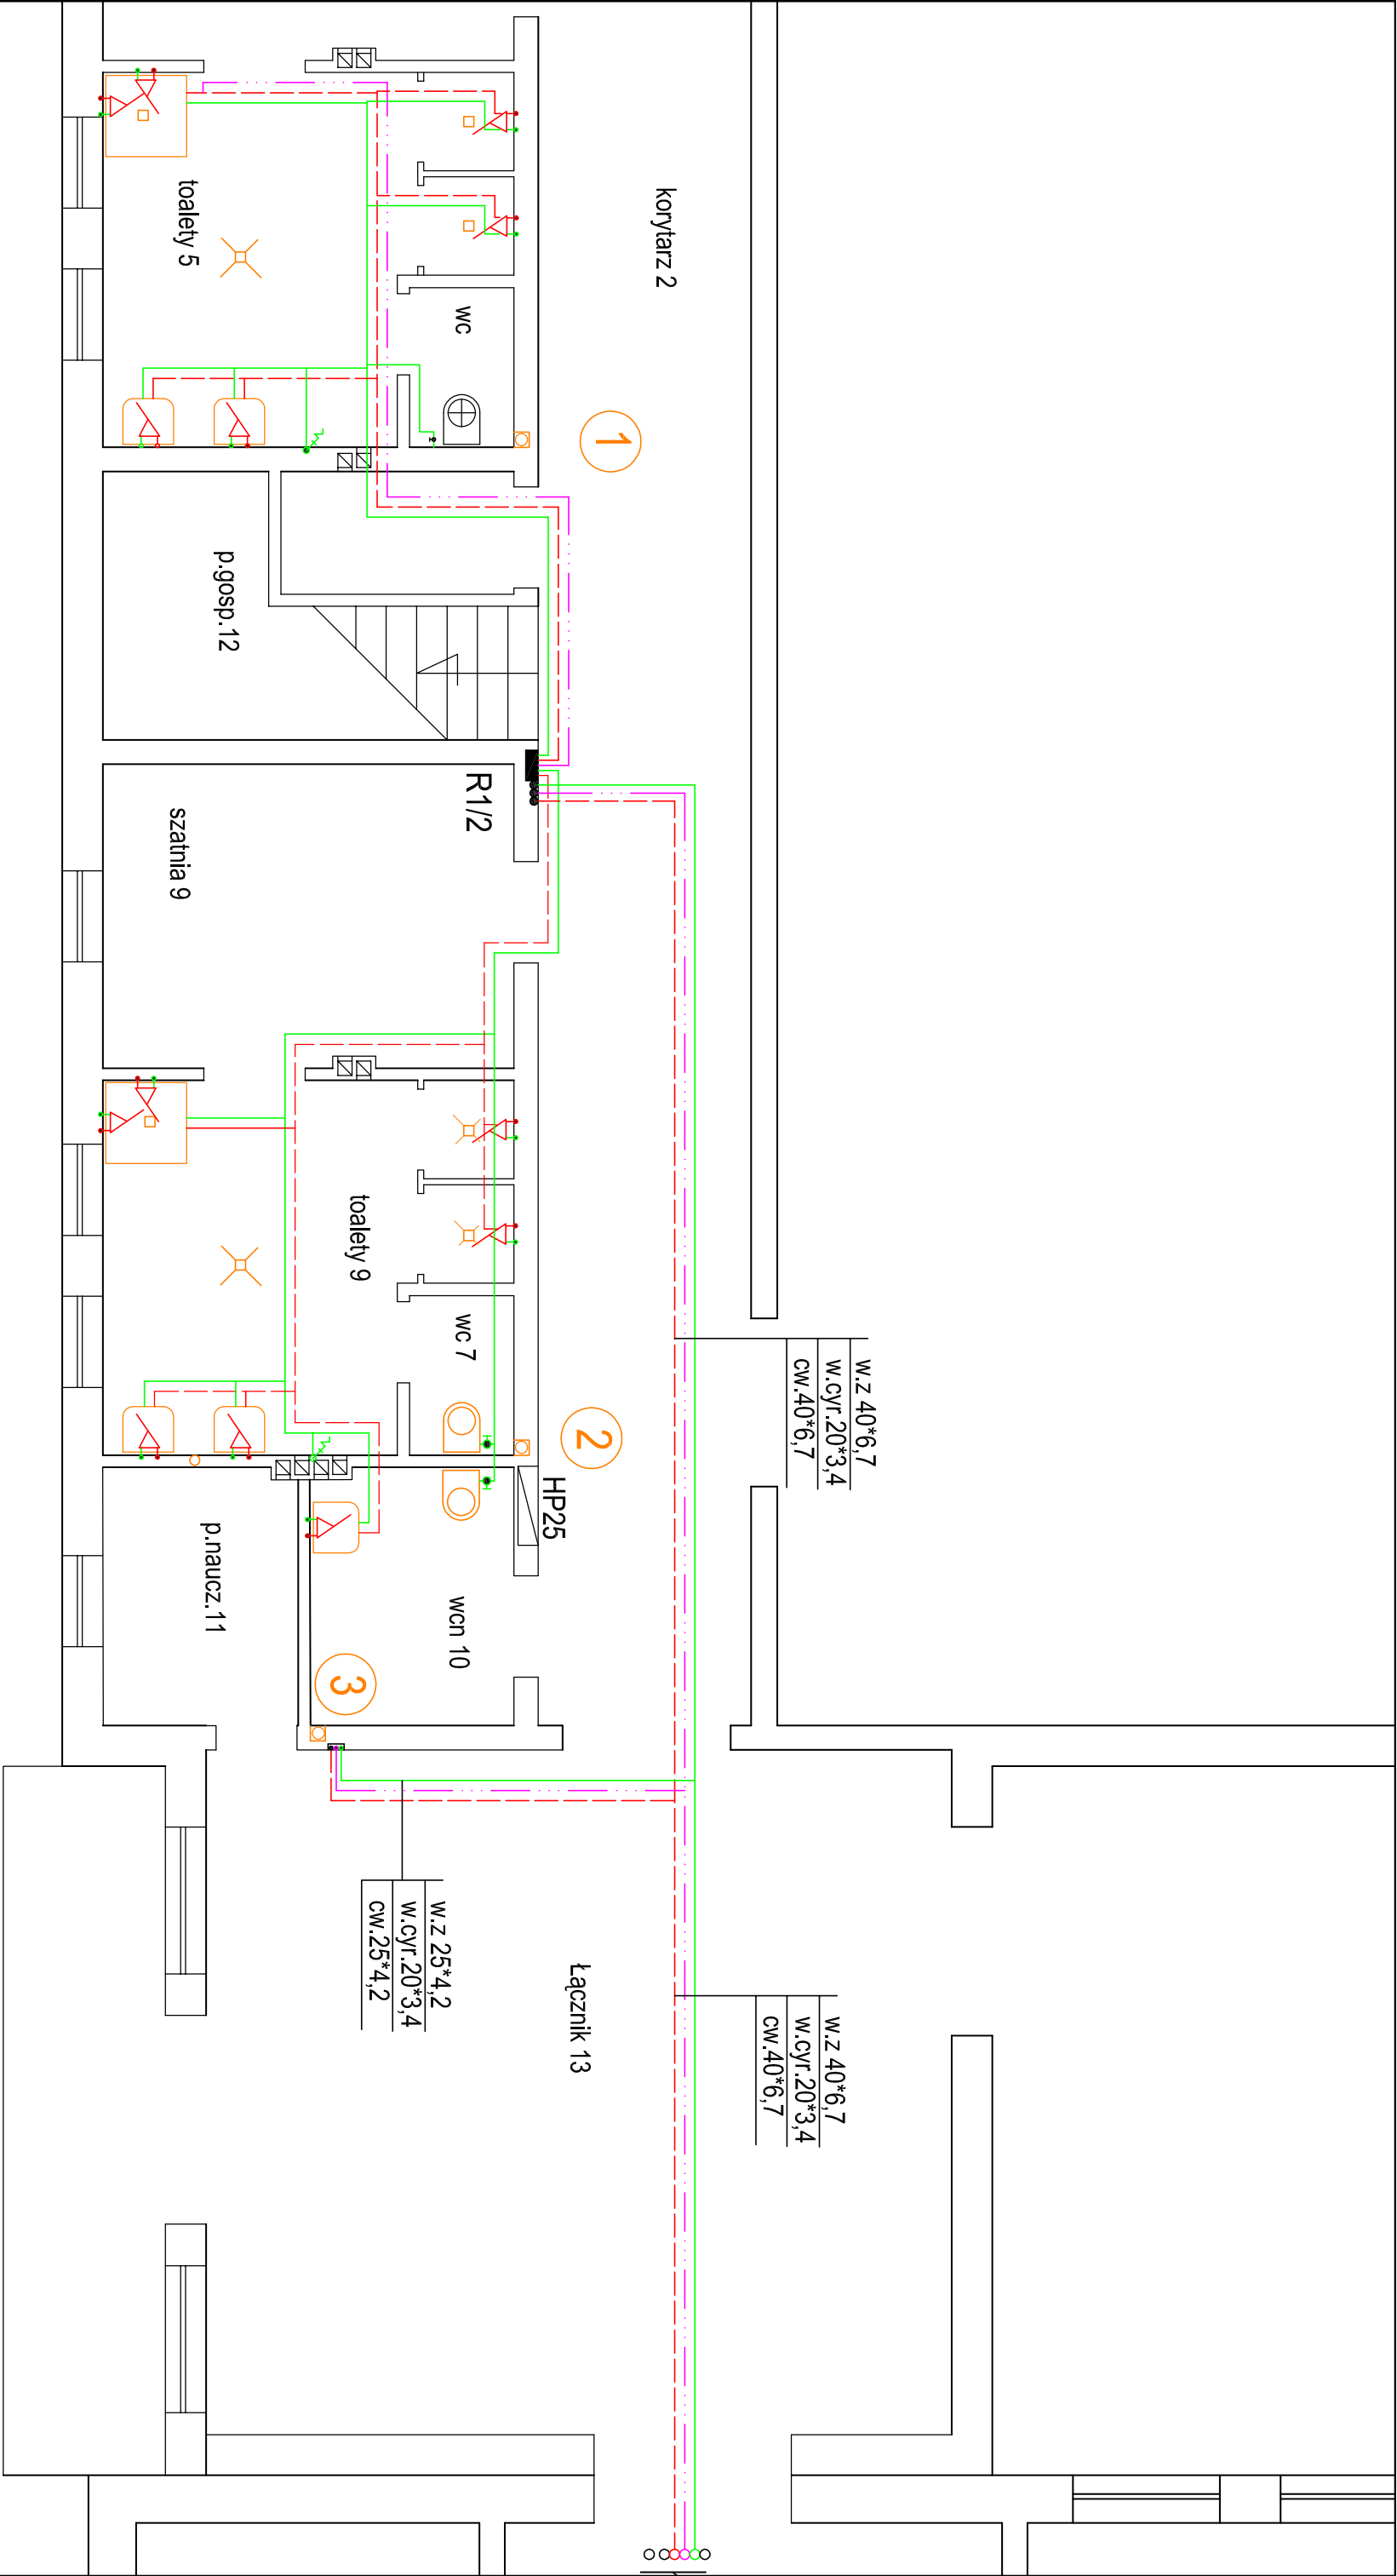 korytarz 2
toalety 5
wc
1
p.gosp.12
R1/2
szatnia 9
toalety 9
wc 7
2
HP25
w.z 40*6,7
w.cyr.20*3,4
cw.40*6,7
p.naucz.11
wcn 10
3
w.z 25*4,2
w.cyr.20*3,4
cw.25*4,2
Łącznik 13
w.z 40*6,7
w.cyr.20*3,4
cw.40*6,7